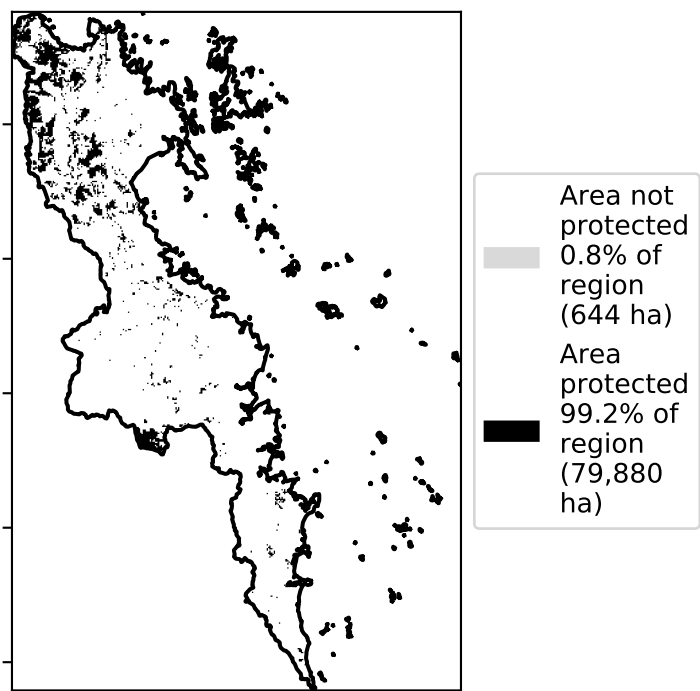 Area not
protected
0.8% of
region
(644 ha)
Area
protected
99.2% of
region
(79,880
ha)